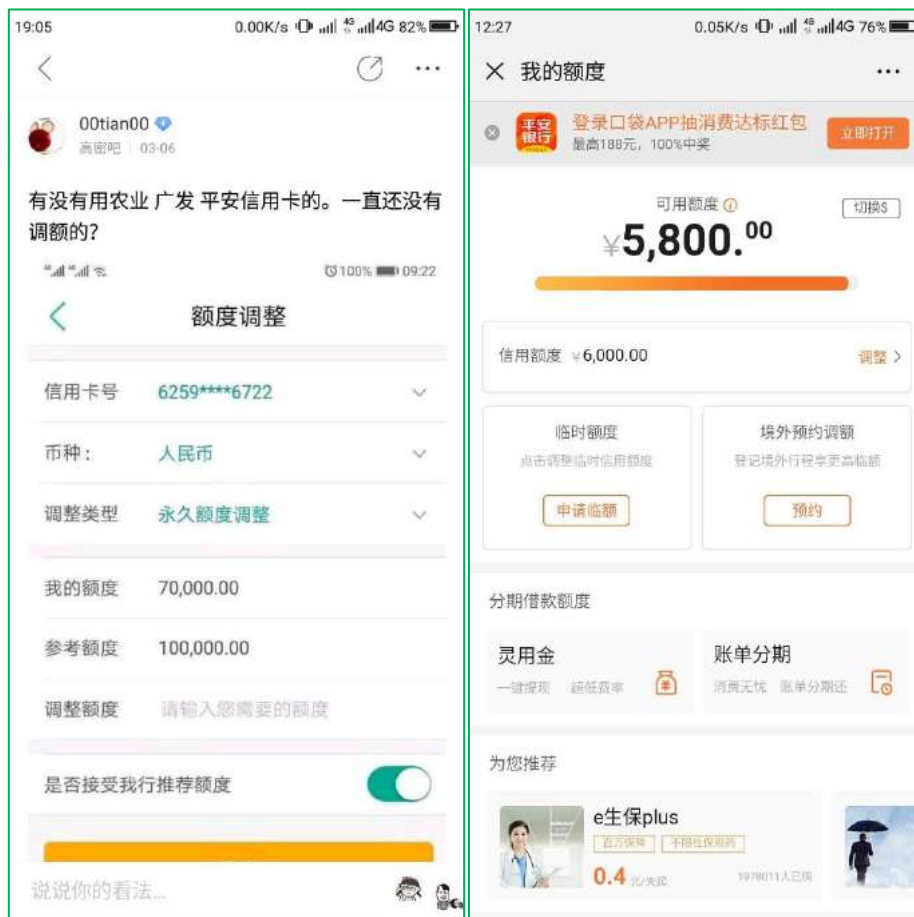 19:05
0.00K/s 4G 4G 82%
00tian00
高密吧 03-06
有没有用农业 广发 平安信用卡的。一直还没有
调额的？
100% 09:22
额度调整
信用卡号 6259****6722
币种： 人民币
调整类型 永久额度调整
我的额度 70,000.00
参考额度 100,000.00
调整额度 请输入您需要的额度
是否接受我行推荐额度
说说你的看法...
12:27
0.05K/s 4G 4G 76%
我的额度
平安
银行
登录口袋APP抽消费达标红包
最高188元，100%中奖
立即打开
可用额度
切换$
¥5,800.00
信用额度 ¥6,000.00
调整
临时额度
点击调整临时信用额度
申请临额
境外预约调额
登记境外行程享更高临额
预约
分期借款额度
灵用金
一键提现 超低费率
账单分期
消费无忧 账单分期还
为您推荐
e生保plus
百万保障 不限社保用药
0.4 元/天起
1978011人已购